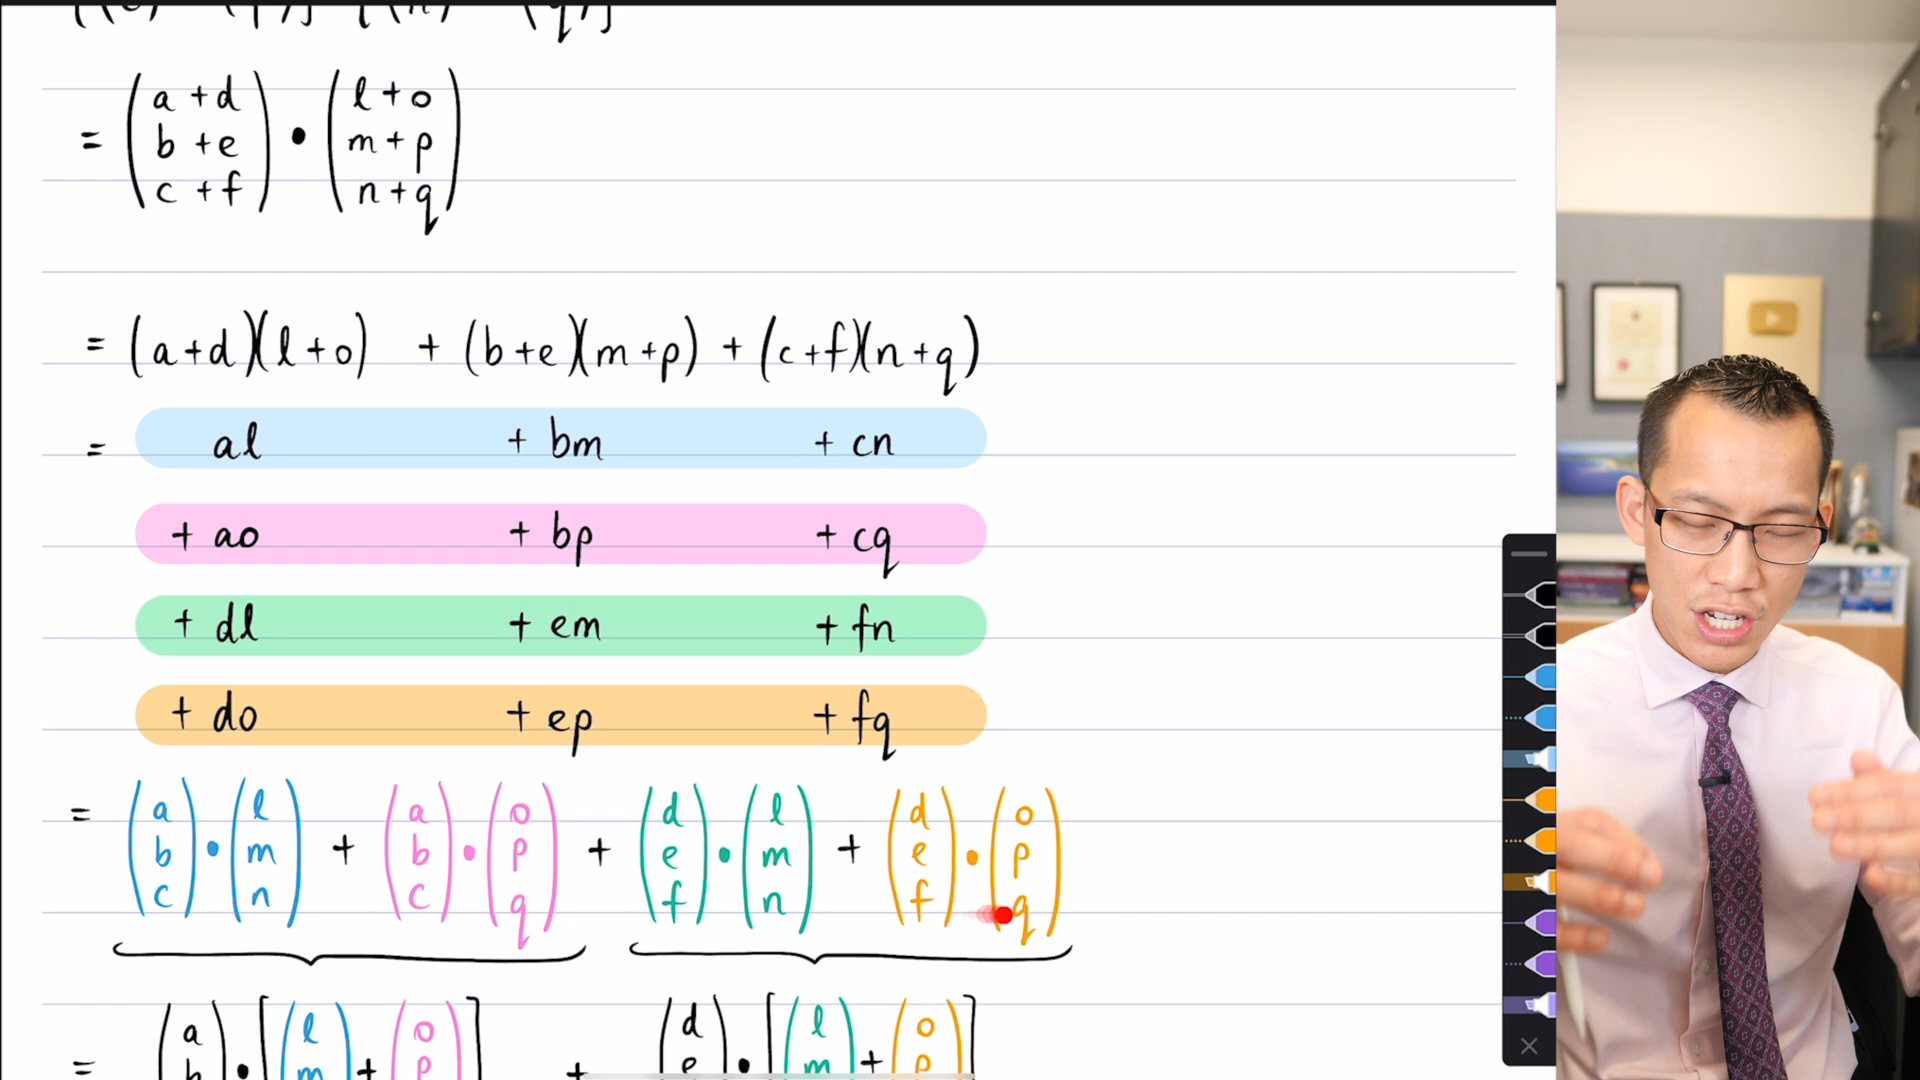 = (a+d b+e c+f) • (l+o m+p n+q)
= (a+d)(l+o) + (b+e)(m+p) + (c+f)(n+q)
= al + bm + cn
+ ao + bp + cq
+ dl + em + fn
+ do + ep + fq
= (a b c) • (l m n) + (a b c) • (o p q) + (d e f) • (l m n) + (d e f) • (o p q)
= (a b • [(l m + (o p ] + (d e • [(l m + (o p ]